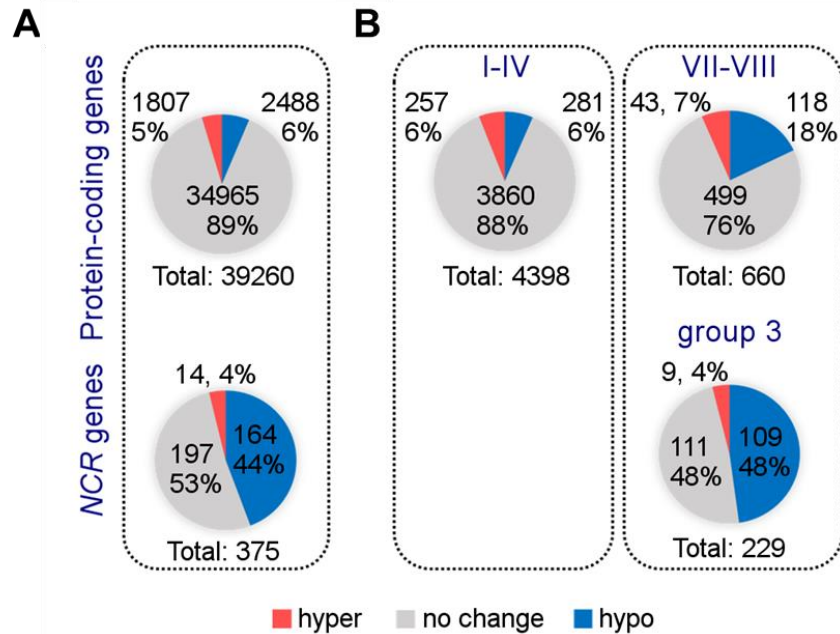 A
B
Protein-coding genes
1807
5%
2488
6%
34965
89%
Total: 39260
I-IV
257
6%
281
6%
3860
88%
Total: 4398
VII-VIII
43, 7%
118
18%
499
76%
Total: 660
NCR genes
14, 4%
197
53%
164
44%
Total: 375
group 3
9, 4%
111
48%
109
48%
Total: 229
hyper
no change
hypo